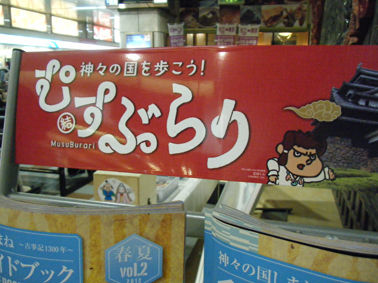 神々の国を歩こう!
むすぶらり
結
MusuBurari
まね ～古事記1300年～
イドブック
春夏
vol.2
神々の国し